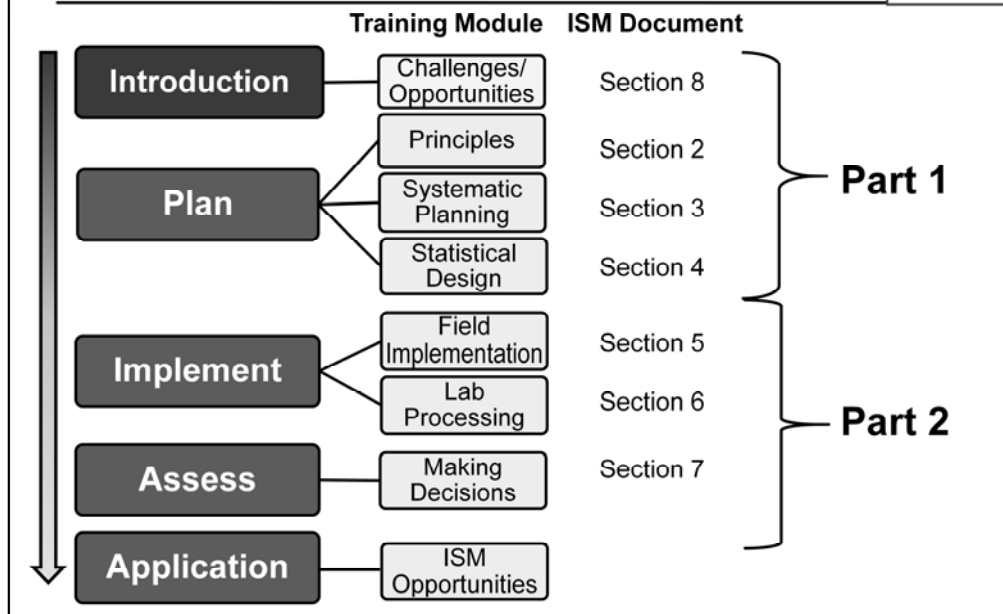 Training Module ISM Document
Introduction
Challenges/
Opportunities
Section 8
Plan
Principles
Section 2
Systematic
Planning
Section 3
Statistical
Design
Section 4
Part 1
Implement
Field
Implementation
Section 5
Lab
Processing
Section 6
Part 2
Assess
Making
Decisions
Section 7
Application
ISM
Opportunities